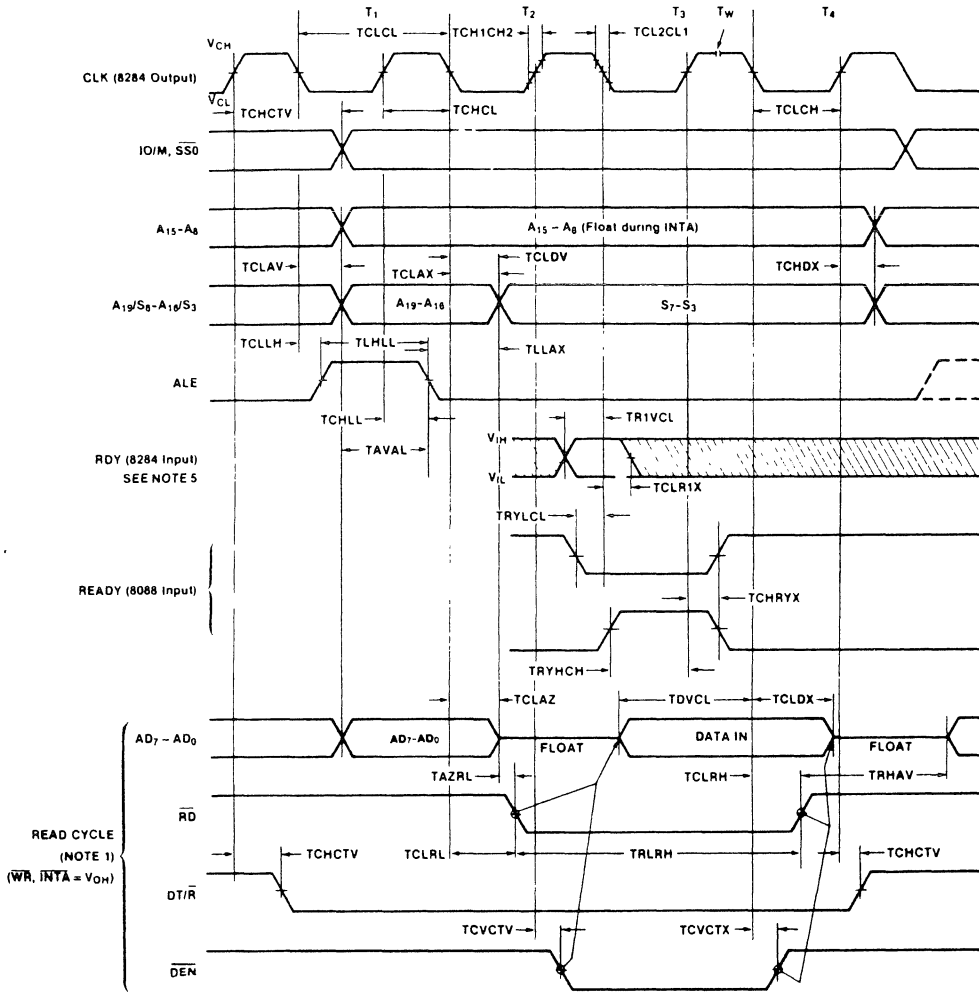 T1 T2 T3 TW T4
TCLCL TCH1CH2 TCL2CL1
VCH
CLK (8284 Output)
VCL
TCHCTV TCHCL TCLCH
IO/M, SSO
A15-A8 A15 - A8 (Float during INTA)
TCLDV
TCLAV TCLAX TCHDX
A19/S6-A16/S3 A19-A16 S7-S3
TCLLH TLHLL TLLAX
ALE
TCHLL TR1VCL
TAVAL
VIH
RDY (8284 Input)
SEE NOTE 5
VIL
TCLR1X
TRYLCL
READY (8088 Input)
TCHRYX
TRYHCH
TCLAZ TDVCL TCLDX
AD7-AD0 AD7-AD0 FLOAT DATA IN FLOAT
TAZRL TCLRH TRHAV
RD
READ CYCLE
(NOTE 1)
(WR, INTA = VOH)
TCHCTV TCLRL TRLRH TCHCTV
DT/R
TCVCTV TCVCTX
DEN